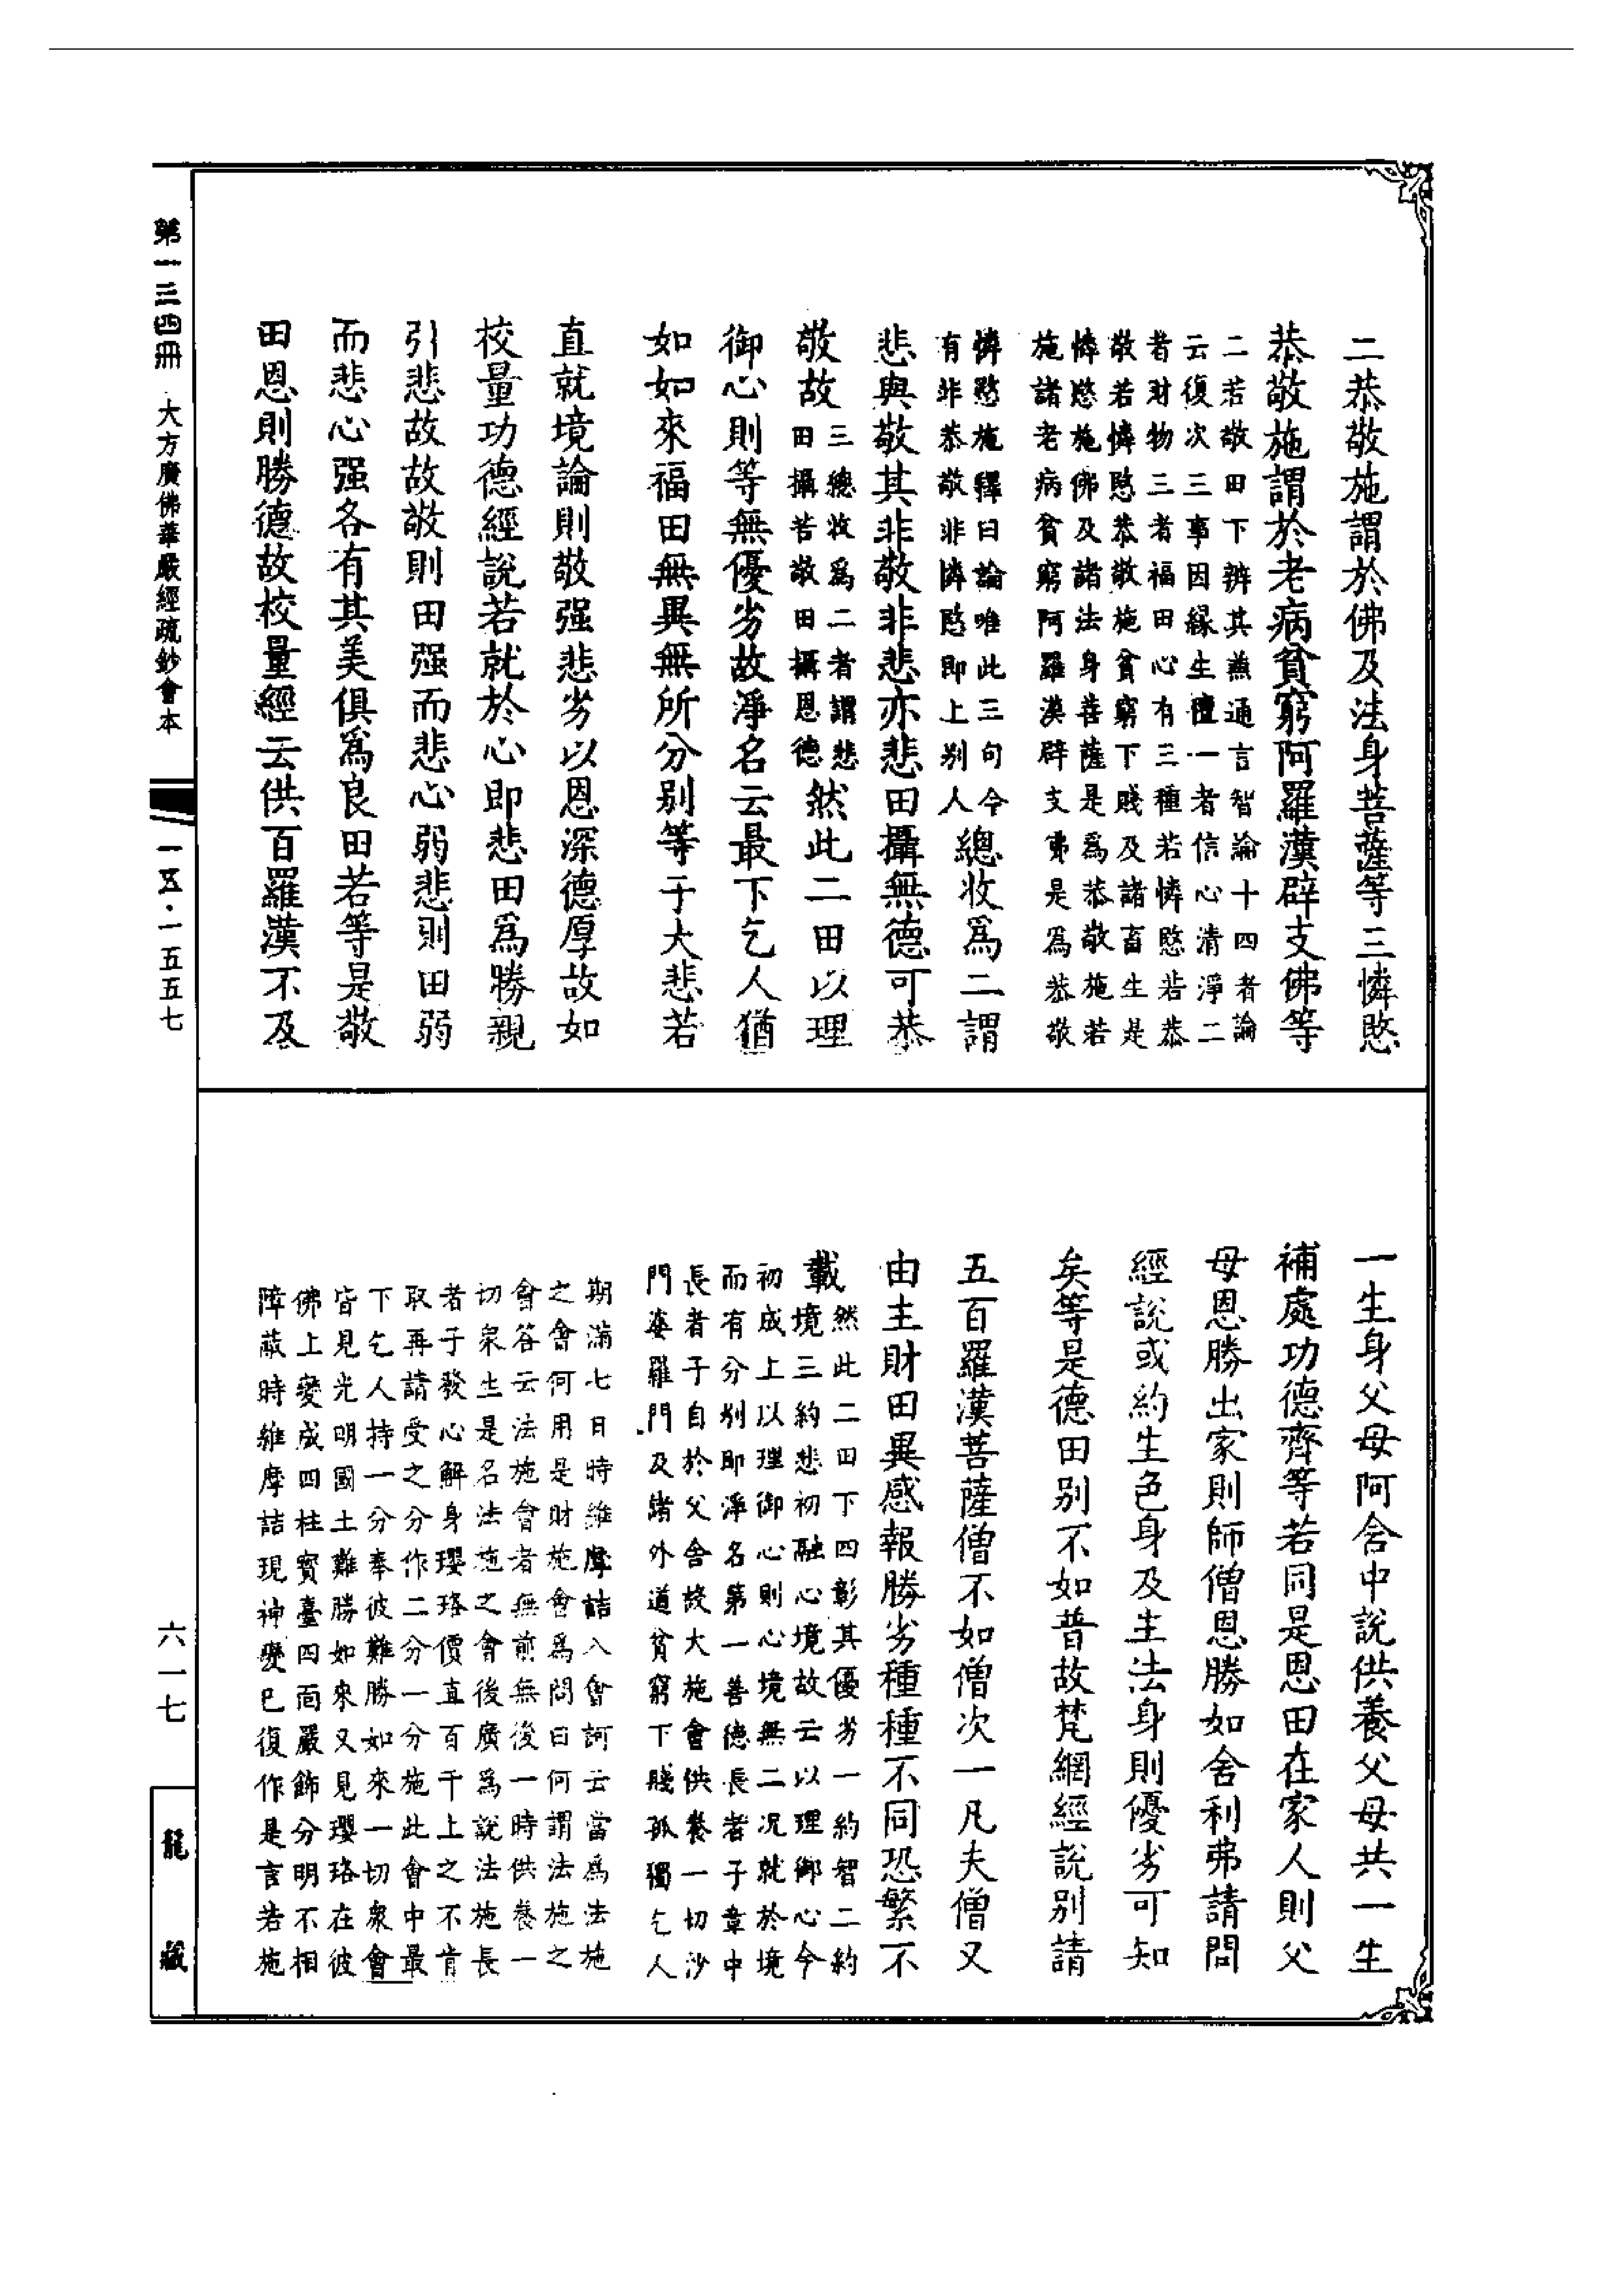 二恭敬施謂於佛及法身菩薩等三憐愍
恭敬施謂於老病貧窮阿羅漢辟支佛等
二若敬田下辨其兼通言智論十四者論
云復次三事因緣生檀一者信心清淨二
者財物三者福田心有三種若憐愍若恭
敬若憐愍恭敬施貧窮下賤及諸畜生是
憐愍施佛及諸法身菩薩是為恭敬施若
施諸老病貧窮阿羅漢辟支弗是為恭敬
憐愍施釋曰論唯此三句今
有非恭敬非憐愍即上別人
總收為二謂
悲與敬其非敬非悲亦悲田攝無德可恭
敬故
三總收為二者謂悲
田攝若敬田攝恩德
然此二田以理
御心則等無優劣故淨名云最下乞人猶
如如來福田無異無所分別等于大悲若
直就境論則敬强悲劣以恩深德厚故如
校量功德經說若就於心即悲田為勝親
引悲故故敬則田强而悲心弱悲則田弱
而悲心强各有其美俱為良田若等是敬
田恩則勝德故校量經云供百羅漢不及
一生身父母阿含中說供養父母共一生
補處功德齊等若同是恩田在家人則父
母恩勝出家則師僧恩勝如舍利弗請問
經說或約生色身及生法身則優劣可知
矣等是德田別不如普故梵網經說別請
五百羅漢菩薩僧不如僧次一凡夫僧又
由主財田異感報勝劣種種不同恐繁不
載
然此二田下四彰其優劣一約智二約
境三約悲初融心境故云以理御心今
初成上以理御心則心境無二况就於境
而有分別即淨名第一善德長者子章中
長者子自於父舍故大施會供養一切沙
門婆羅門及諸外道貧窮下賤孤獨乞人
期滿七日時維摩詰入會訶云當為法施
之會何用是財施會為問曰何謂法施之
會答云法施會者無前無後一時供養一
切衆生是名法施之會後廣為說法施長
者子發心解身瓔珞價直百千上之不肯
取再請受之分作二分一分施此會中最
下乞人持一分奉彼難勝如來一切衆會
皆見光明國土難勝如來又見瓔珞在彼
佛上變成四柱寶臺四面嚴飾分明不相
障蔽時維摩詰現神變已復作是言若施
第一三四冊
大方廣佛華嚴經疏鈔會本
一五·一五五七
六一七
龍藏